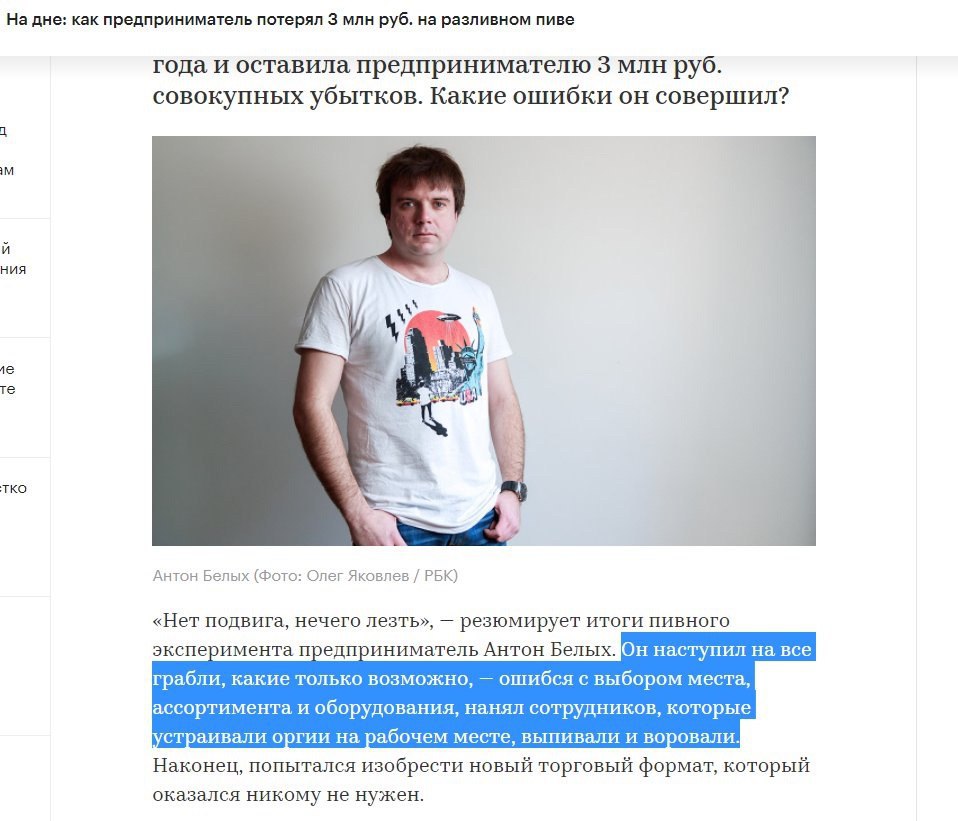 На дне: как предприниматель потерял 3 млн руб. на разливном пиве
года и оставила предпринимателю 3 млн руб.
совокупных убытков. Какие ошибки он совершил?
д
ам
й
ния
ие
те
стко
Антон Белых (Фото: Олег Яковлев / РБК)
«Нет подвига, нечего лезть», — резюмирует итоги пивного
эксперимента предприниматель Антон Белых. Он наступил на все
грабли, какие только возможно, — ошибся с выбором места,
ассортимента и оборудования, нанял сотрудников, которые
устраивали оргии на рабочем месте, выпивали и воровали.
Наконец, попытался изобрести новый торговый формат, который
оказался никому не нужен.